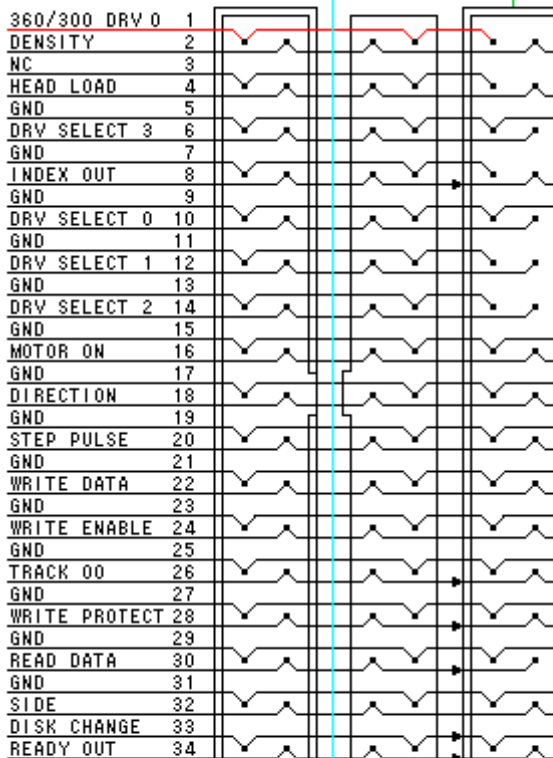 360/300 DRV 0 1
DENSITY 2
NC 3
HEAD LOAD 4
GND 5
DRV SELECT 3 6
GND 7
INDEX OUT 8
GND 9
DRV SELECT 0 10
GND 11
DRV SELECT 1 12
GND 13
DRV SELECT 2 14
GND 15
MOTOR ON 16
GND 17
DIRECTION 18
GND 19
STEP PULSE 20
GND 21
WRITE DATA 22
GND 23
WRITE ENABLE 24
GND 25
TRACK 00 26
GND 27
WRITE PROTECT 28
GND 29
READ DATA 30
GND 31
SIDE 32
DISK CHANGE 33
READY OUT 34